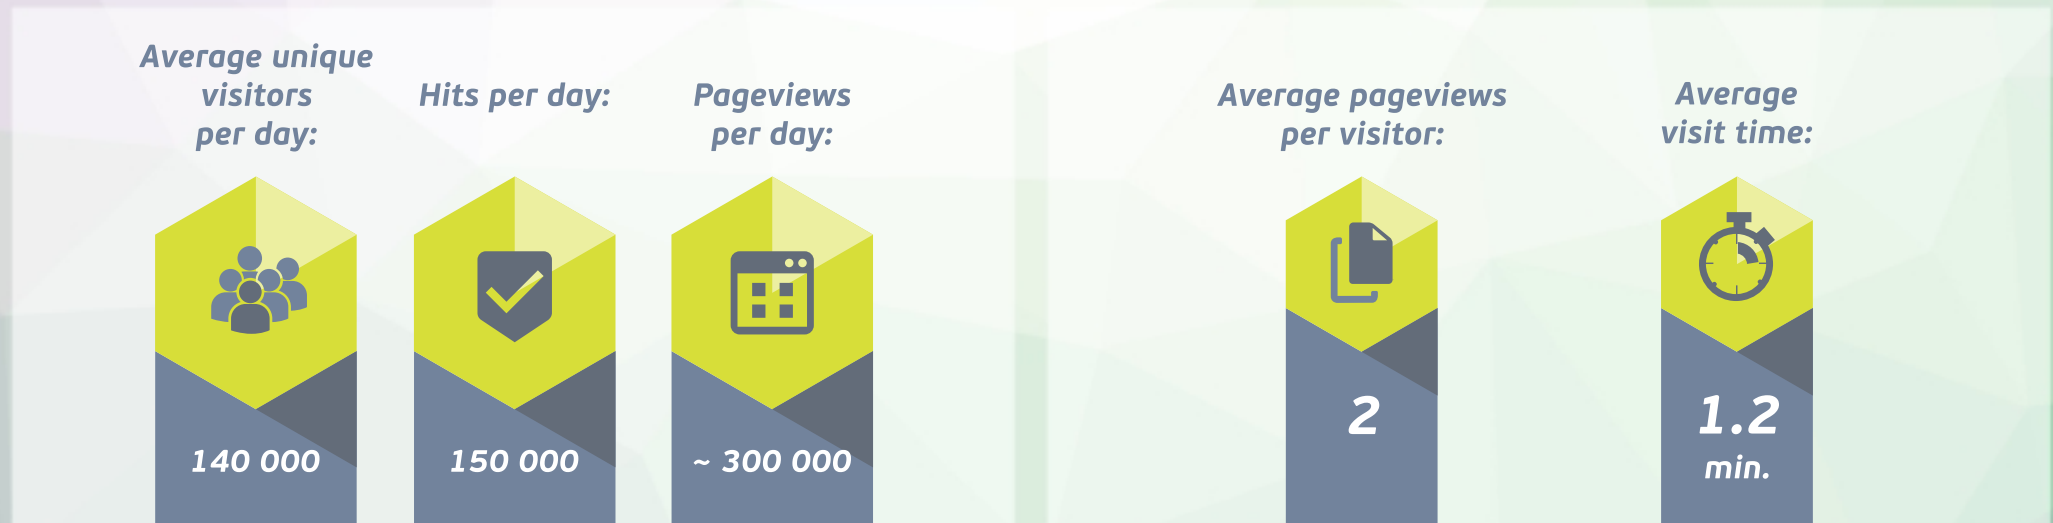 Average unique
visitors
per day:
140 000
Hits per day:
150 000
Pageviews
per day:
~ 300 000
Average pageviews
per visitor:
2
Average
visit time:
1.2
min.